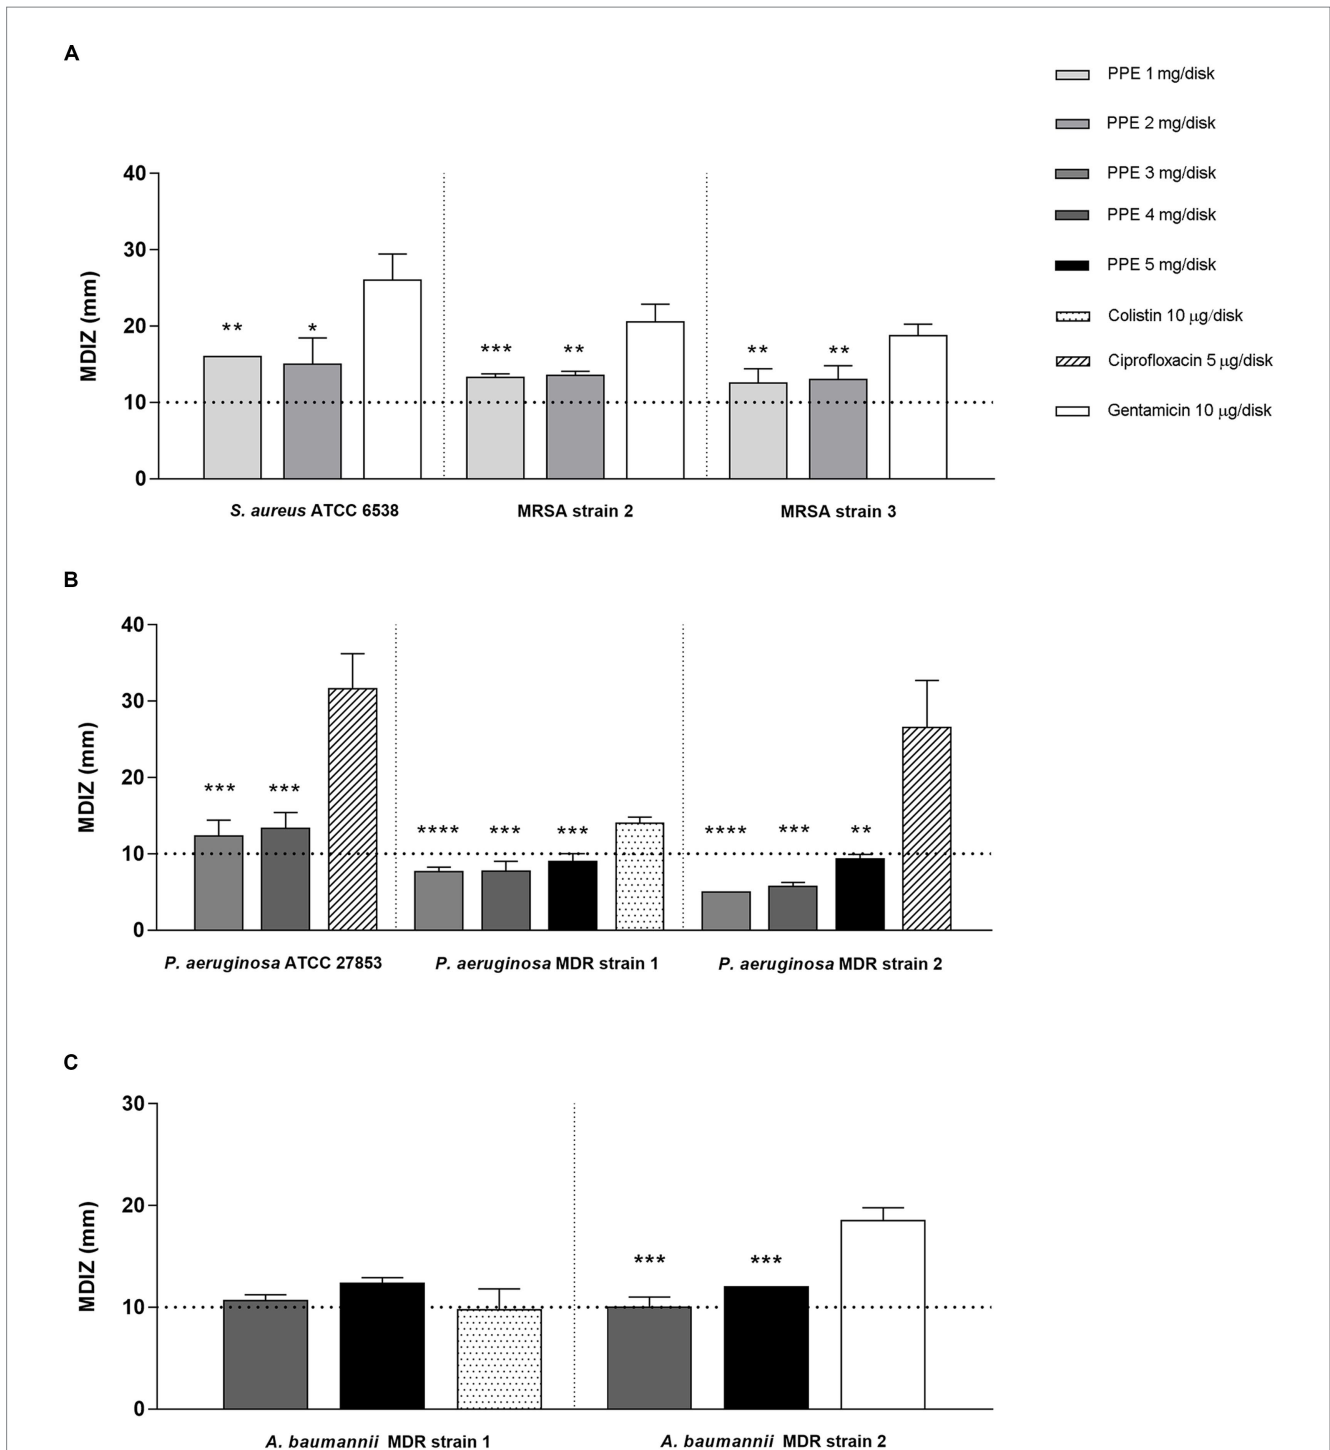 A
PPE 1 mg/disk
PPE 2 mg/disk
PPE 3 mg/disk
PPE 4 mg/disk
PPE 5 mg/disk
Colistin 10 μg/disk
Ciprofloxacin 5 μg/disk
Gentamicin 10 μg/disk
MDIZ (mm)
40
30
20
10
0
** * *** ** ** **
S. aureus ATCC 6538 MRSA strain 2 MRSA strain 3
B
MDIZ (mm)
40
30
20
10
0
*** *** **** *** *** **** *** **
P. aeruginosa ATCC 27853 P. aeruginosa MDR strain 1 P. aeruginosa MDR strain 2
C
MDIZ (mm)
30
20
10
0
*** ***
A. baumannii MDR strain 1 A. baumannii MDR strain 2